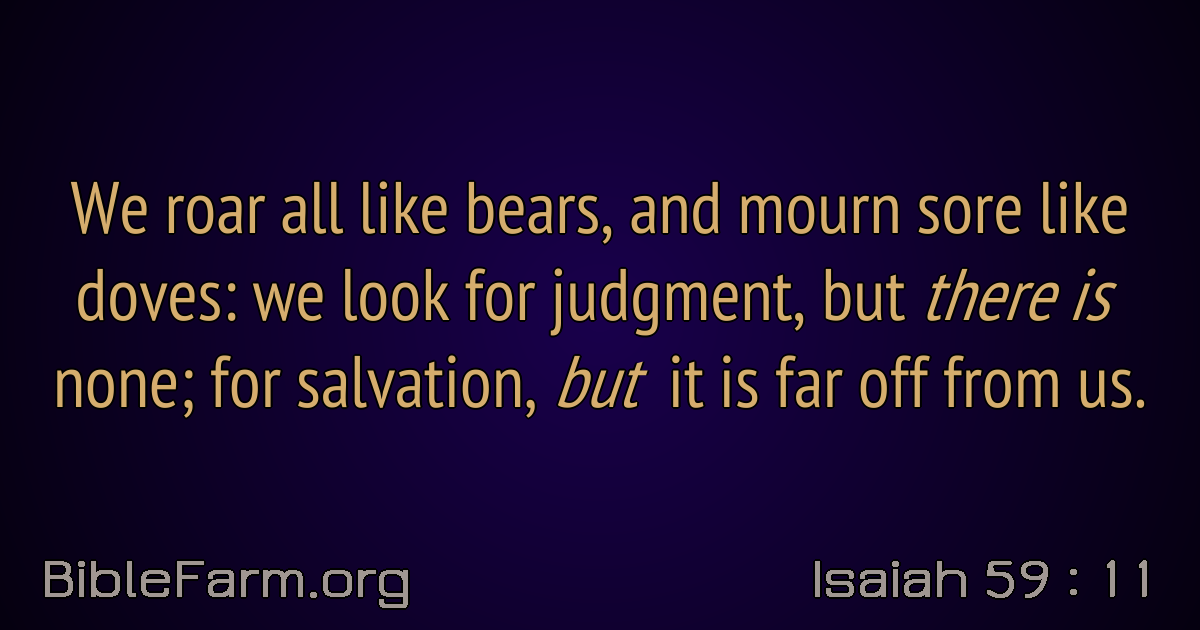 We roar all like bears, and mourn sore like
doves: we look for judgment, but there is
none; for salvation, but it is far off from us.
BibleFarm.org
Isaiah 59 : 11